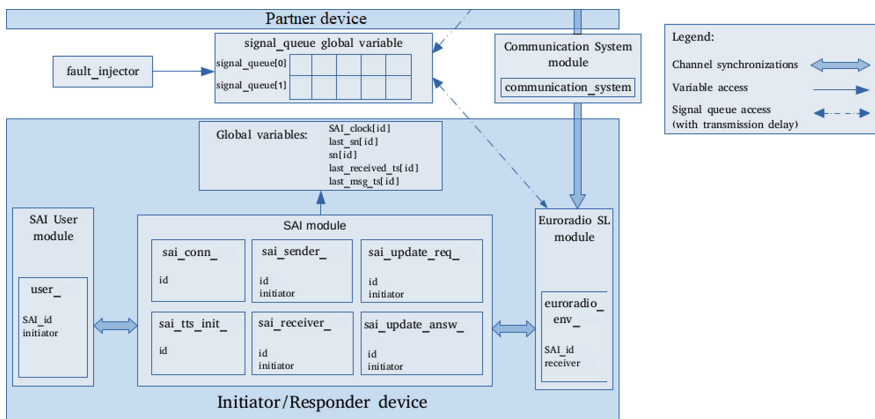 Partner device
signal_queue global variable
signal_queue[0]
signal_queue[1]
fault_injector
Communication System
module
communication_system
Legend:
Channel synchronizations
Variable access
Signal queue access
(with transmission delay)
Global variables:
SAI_clock[id]
last_sn[id]
sn[id]
last_received_ts[id]
last_msg_ts[id]
SAI User
module
user_
SAI_id
initiator
SAI module
sai_conn_
id
sai_sender_
id
initiator
sai_update_req_
id
initiator
sai_tts_init_
id
sai_receiver_
id
initiator
sai_update_answ_
id
initiator
Euroradio SL
module
euroradio_
env_
SAI_id
receiver
Initiator/Responder device